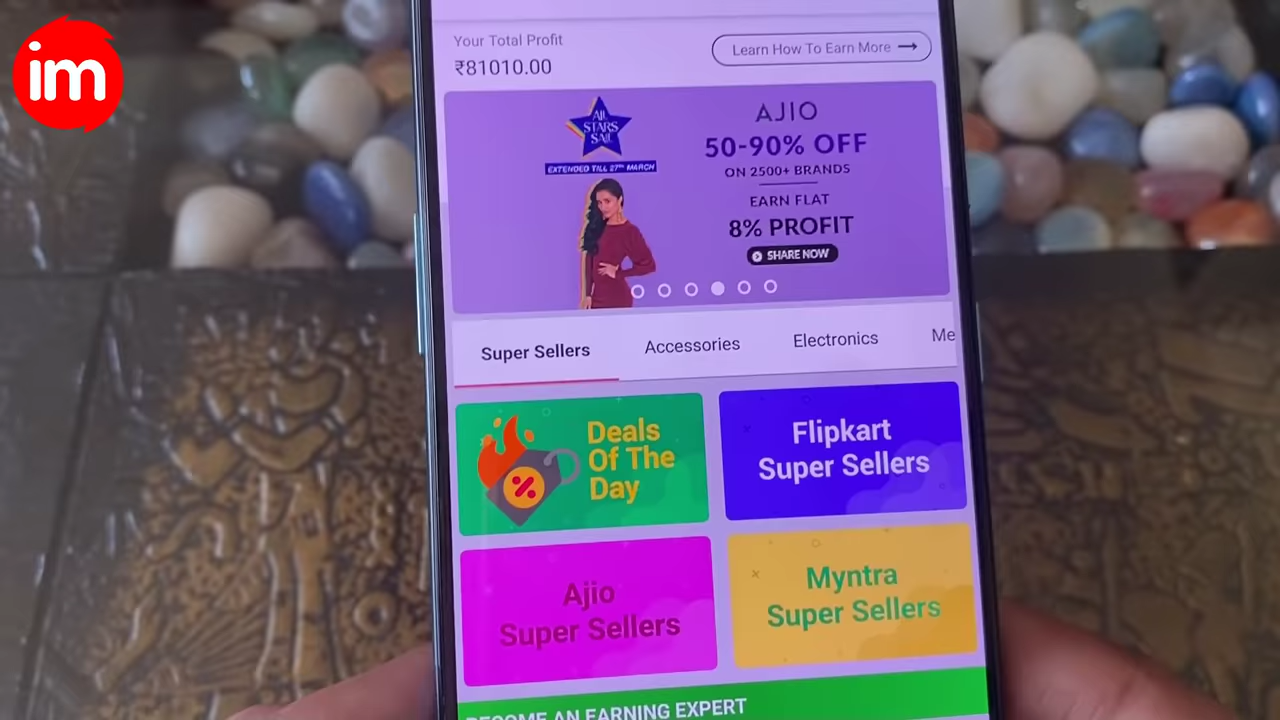 im
Your Total Profit
₹81010.00
Learn How To Earn More →
ALL
STARS
SALE
EXTENDED TILL 27TH MARCH
AJIO
50-90% OFF
ON 2500+ BRANDS
EARN FLAT
8% PROFIT
SHARE NOW
Super Sellers
Accessories
Electronics
Me
Deals
Of The
Day
%
Flipkart
Super Sellers
Ajio
Super Sellers
Myntra
Super Sellers
BECOME AN EARNING EXPERT